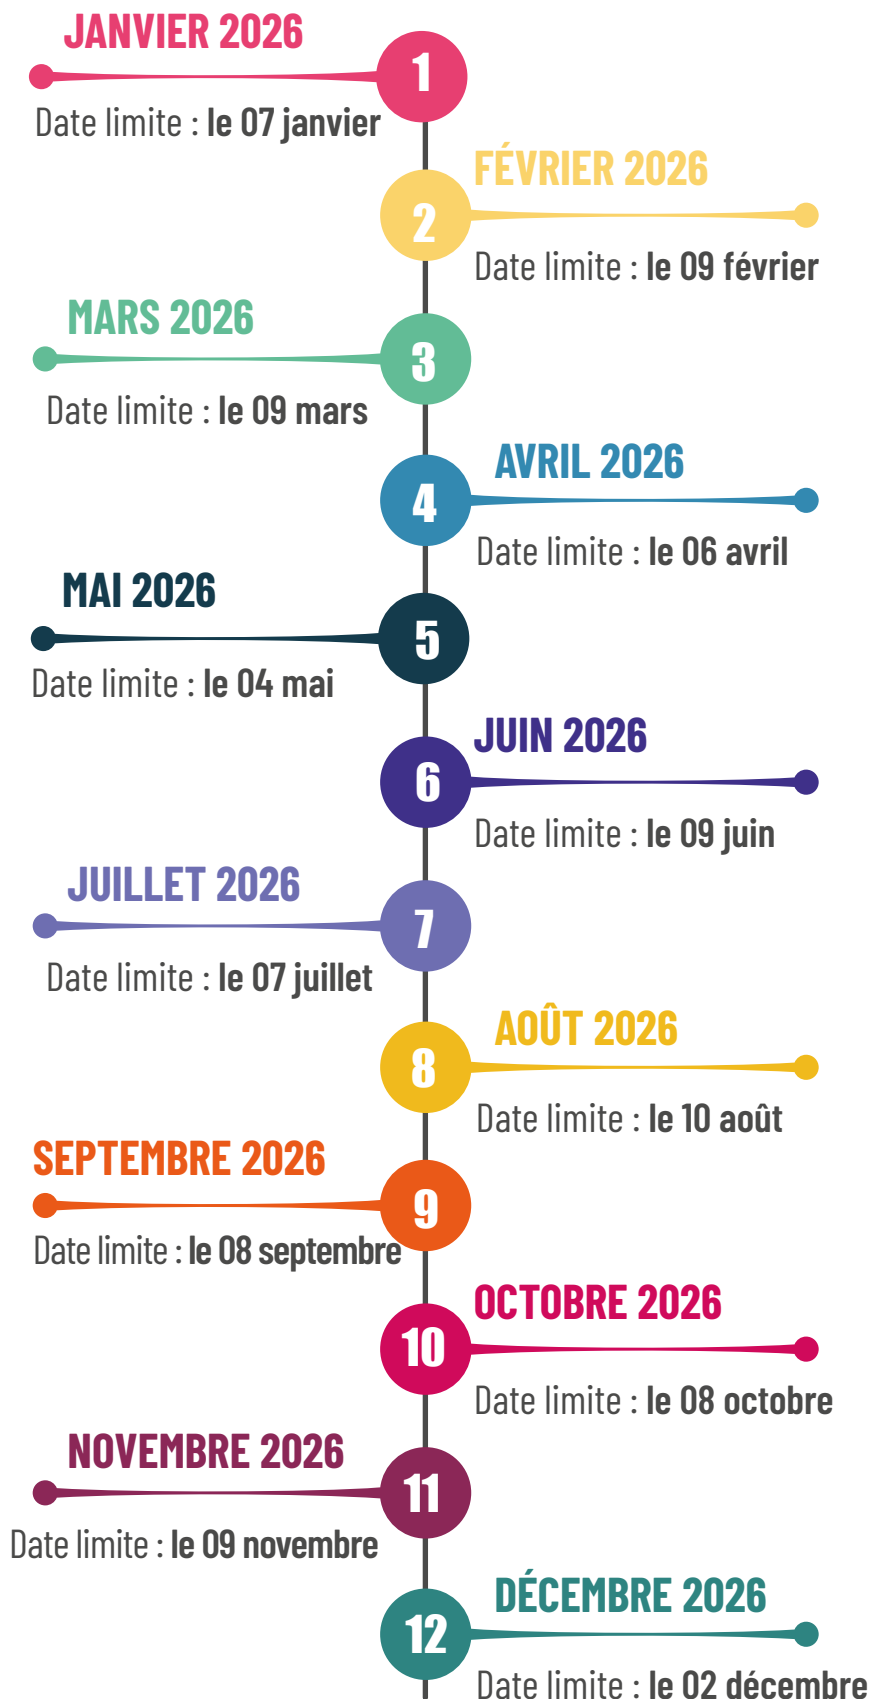 JANVIER 2026
1
Date limite : le 07 janvier
FÉVRIER 2026
2
Date limite : le 09 février
MARS 2026
3
Date limite : le 09 mars
AVRIL 2026
4
Date limite : le 06 avril
MAI 2026
5
Date limite : le 04 mai
JUIN 2026
6
Date limite : le 09 juin
JUILLET 2026
7
Date limite : le 07 juillet
AOÛT 2026
8
Date limite : le 10 août
SEPTEMBRE 2026
9
Date limite : le 08 septembre
OCTOBRE 2026
10
Date limite : le 08 octobre
NOVEMBRE 2026
11
Date limite : le 09 novembre
DÉCEMBRE 2026
12
Date limite : le 02 décembre